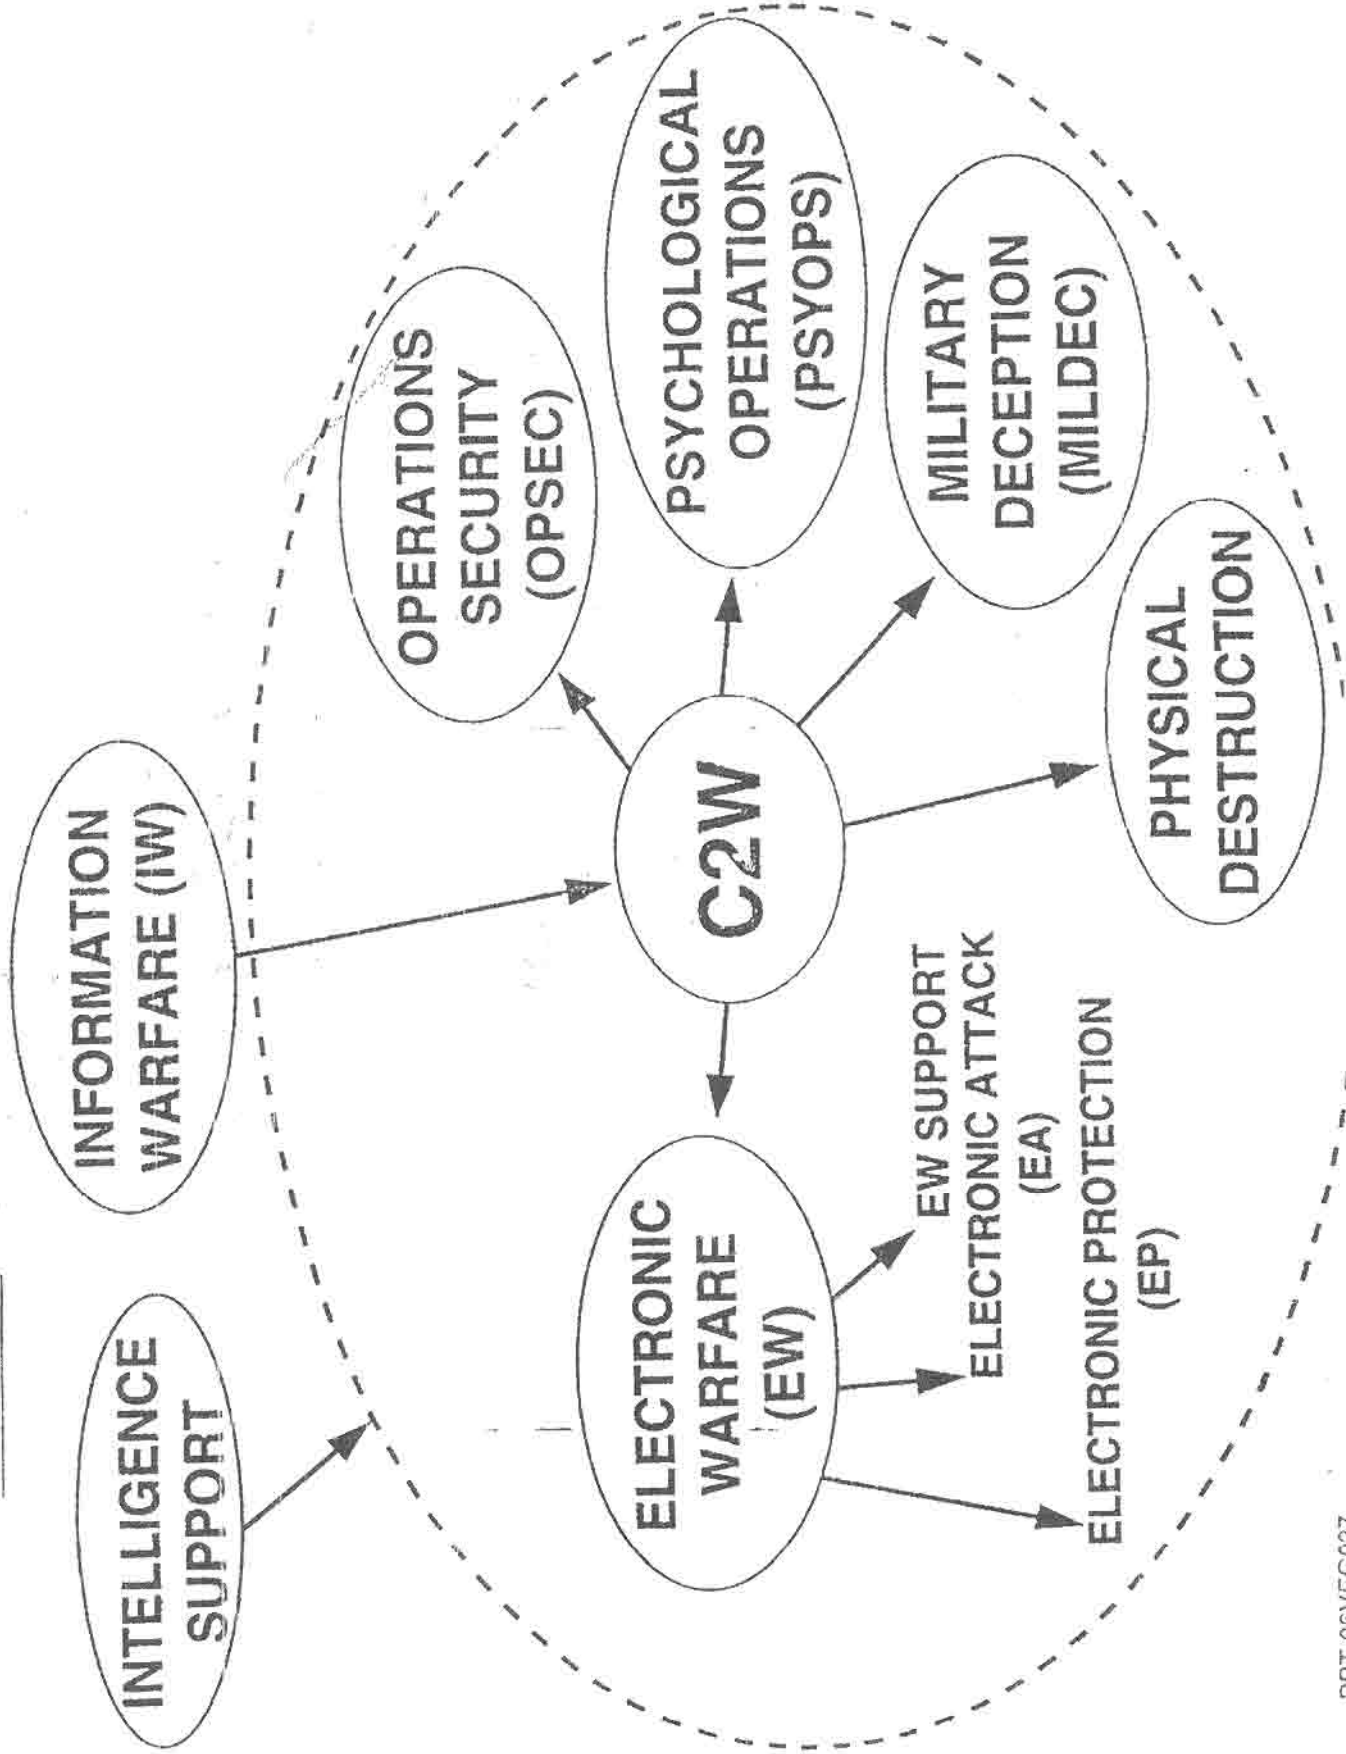 INTELLIGENCE
SUPPORT
INFORMATION
WARFARE (IW)
OPERATIONS
SECURITY
(OPSEC)
PSYCHOLOGICAL
OPERATIONS
(PSYOPS)
C2W
ELECTRONIC
WARFARE
(EW)
MILITARY
DECEPTION
(MILDEC)
EW SUPPORT
ELECTRONIC ATTACK
(EA)
ELECTRONIC PROTECTION
(EP)
PHYSICAL
DESTRUCTION